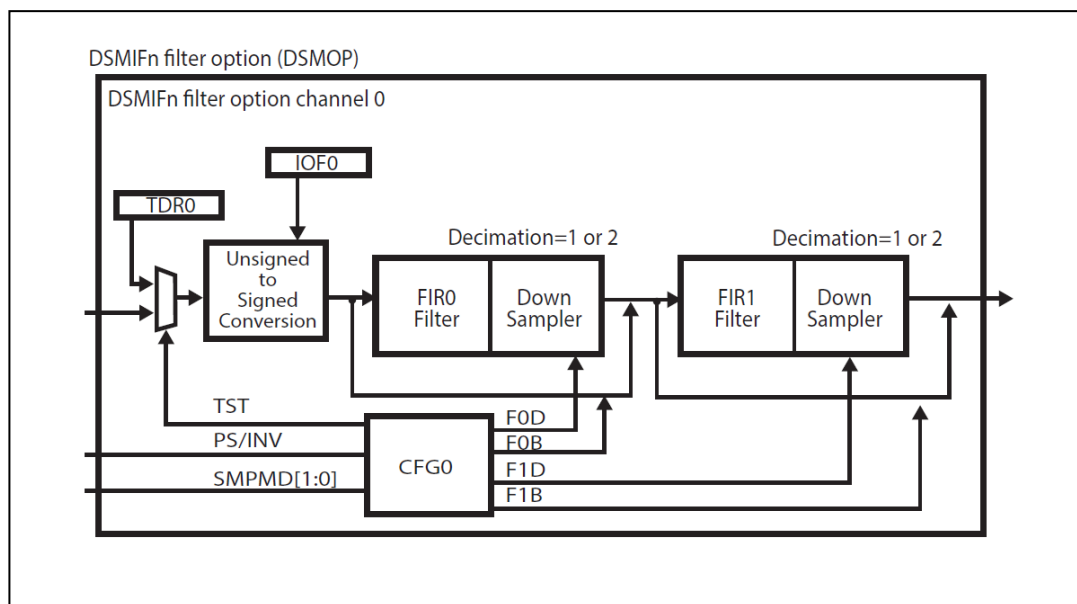 DSMIFn filter option (DSMOP)
DSMIFn filter option channel 0
IOF0
TDR0
Decimation=1 or 2
Decimation=1 or 2
Unsigned
to
Signed
Conversion
FIR0
Filter
Down
Sampler
FIR1
Filter
Down
Sampler
TST
PS/INV
SMPMD[1:0]
CFG0
F0D
F0B
F1D
F1B